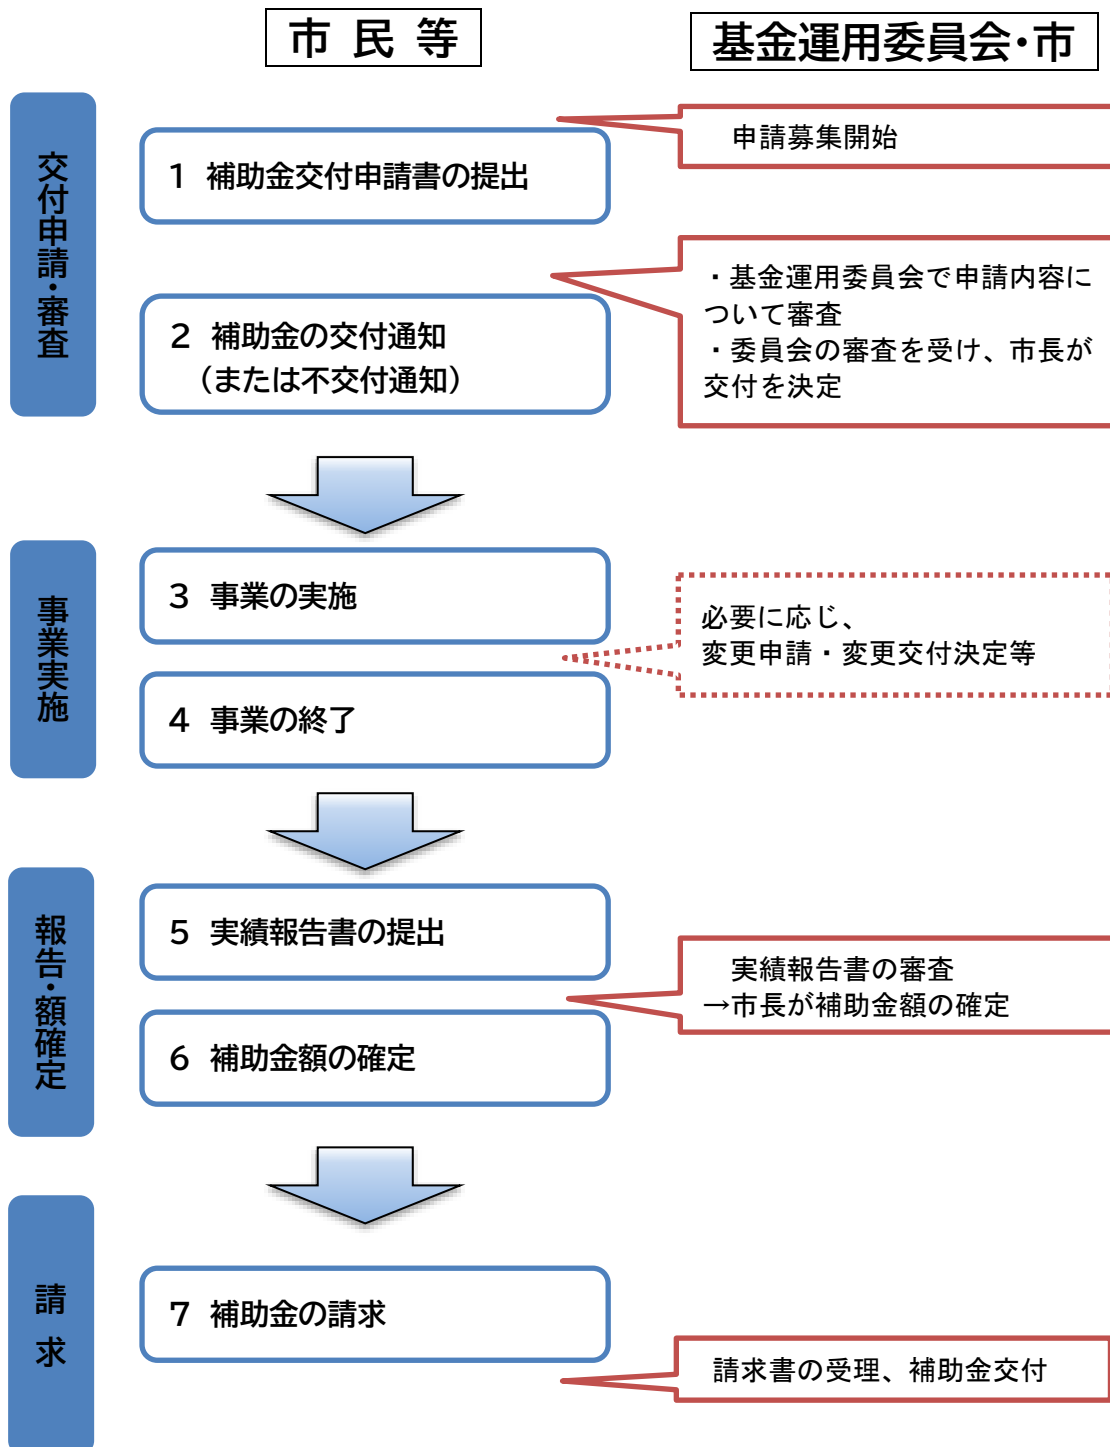 市 民 等
基金運用委員会・市
交付申請・審査
申請募集開始
1 補助金交付申請書の提出
・基金運用委員会で申請内容に
ついて審査
・委員会の審査を受け、市長が
交付を決定
2 補助金の交付通知
（または不交付通知）
事業実施
3 事業の実施
必要に応じ、
変更申請・変更交付決定等
4 事業の終了
報告・額確定
5 実績報告書の提出
実績報告書の審査
→市長が補助金額の確定
6 補助金額の確定
請 求
7 補助金の請求
請求書の受理、補助金交付